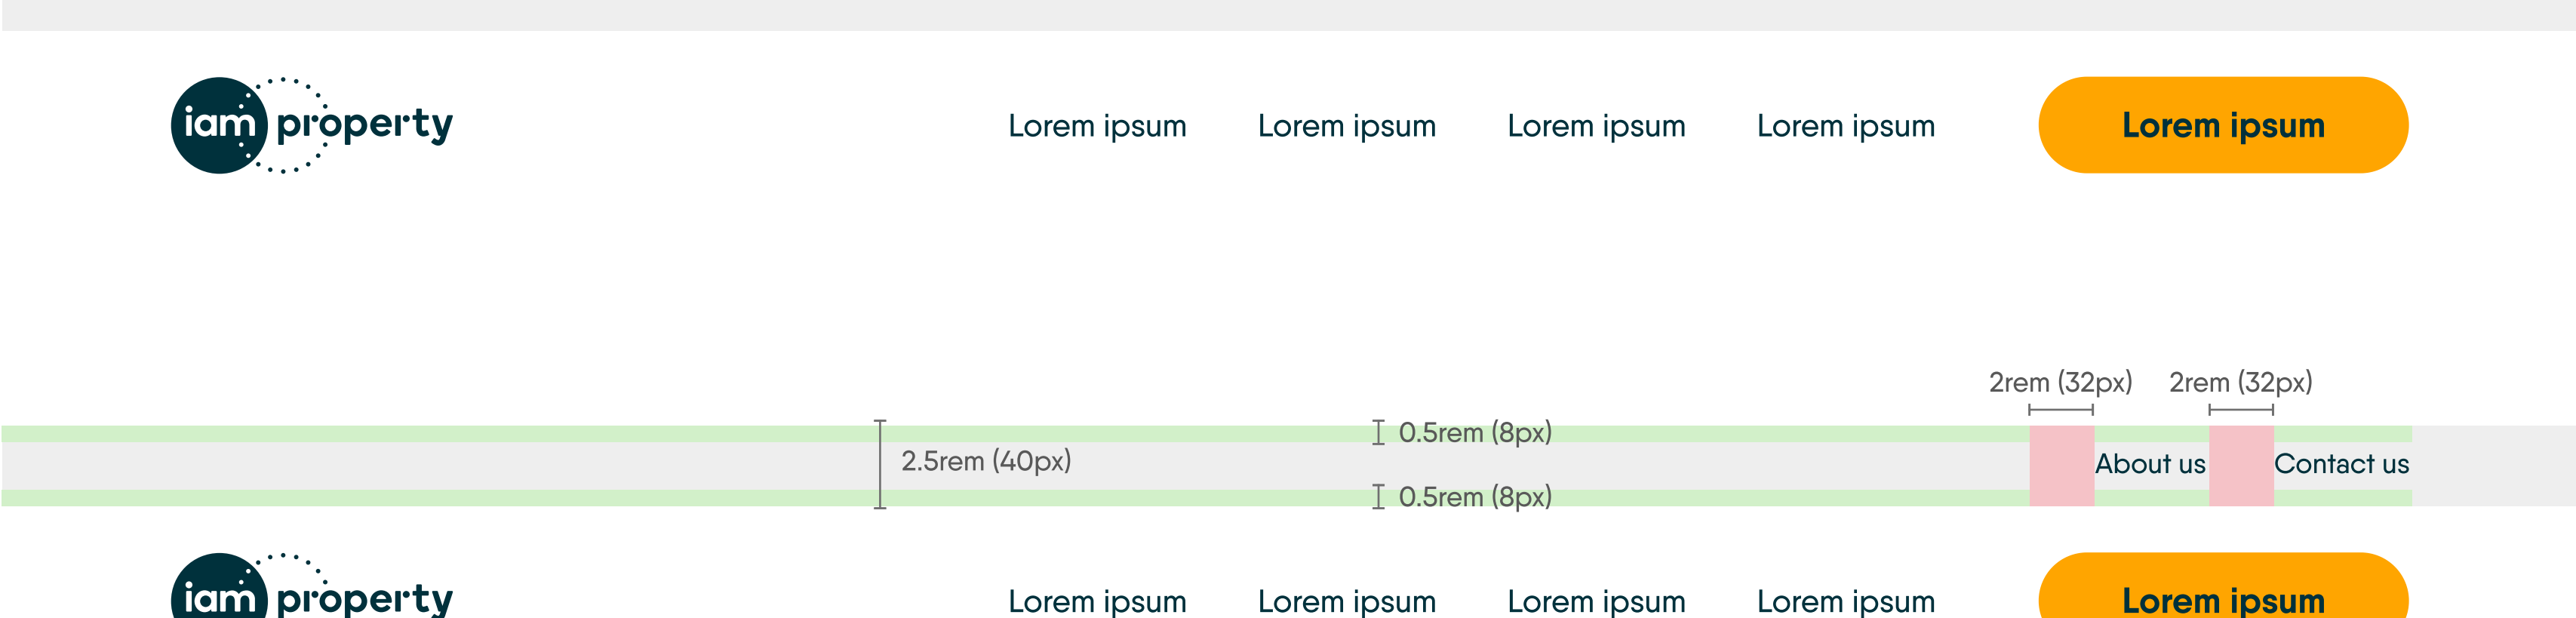 iam property
Lorem ipsum Lorem ipsum Lorem ipsum Lorem ipsum Lorem ipsum
2rem (32px) 2rem (32px)
0.5rem (8px)
2.5rem (40px)
About us Contact us
0.5rem (8px)
iam property
Lorem ipsum Lorem ipsum Lorem ipsum Lorem ipsum Lorem ipsum